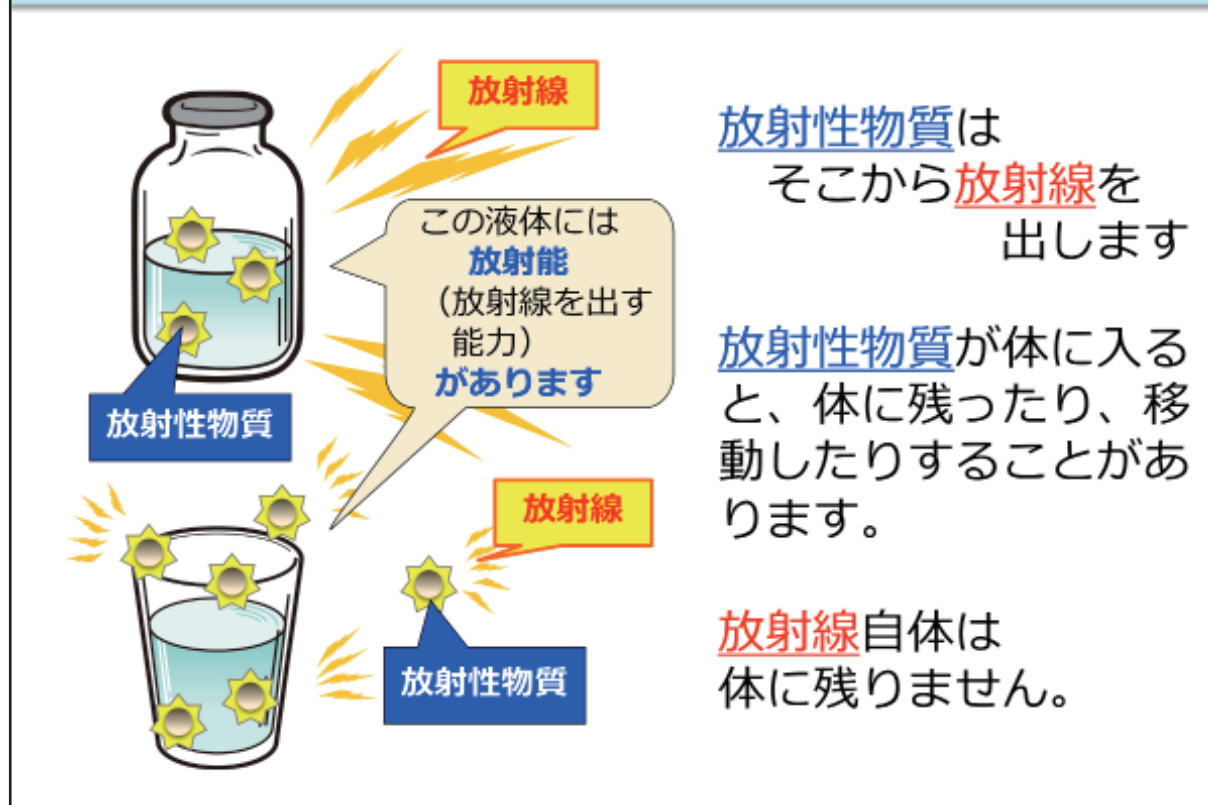 放射線
この液体には
放射能
（放射線を出す
能力）
があります
放射性物質
放射線
放射性物質
放射性物質は
そこから放射線を
出します
放射性物質が体に入る
と、体に残ったり、移
動したりすることがあ
ります。
放射線自体は
体に残りません。